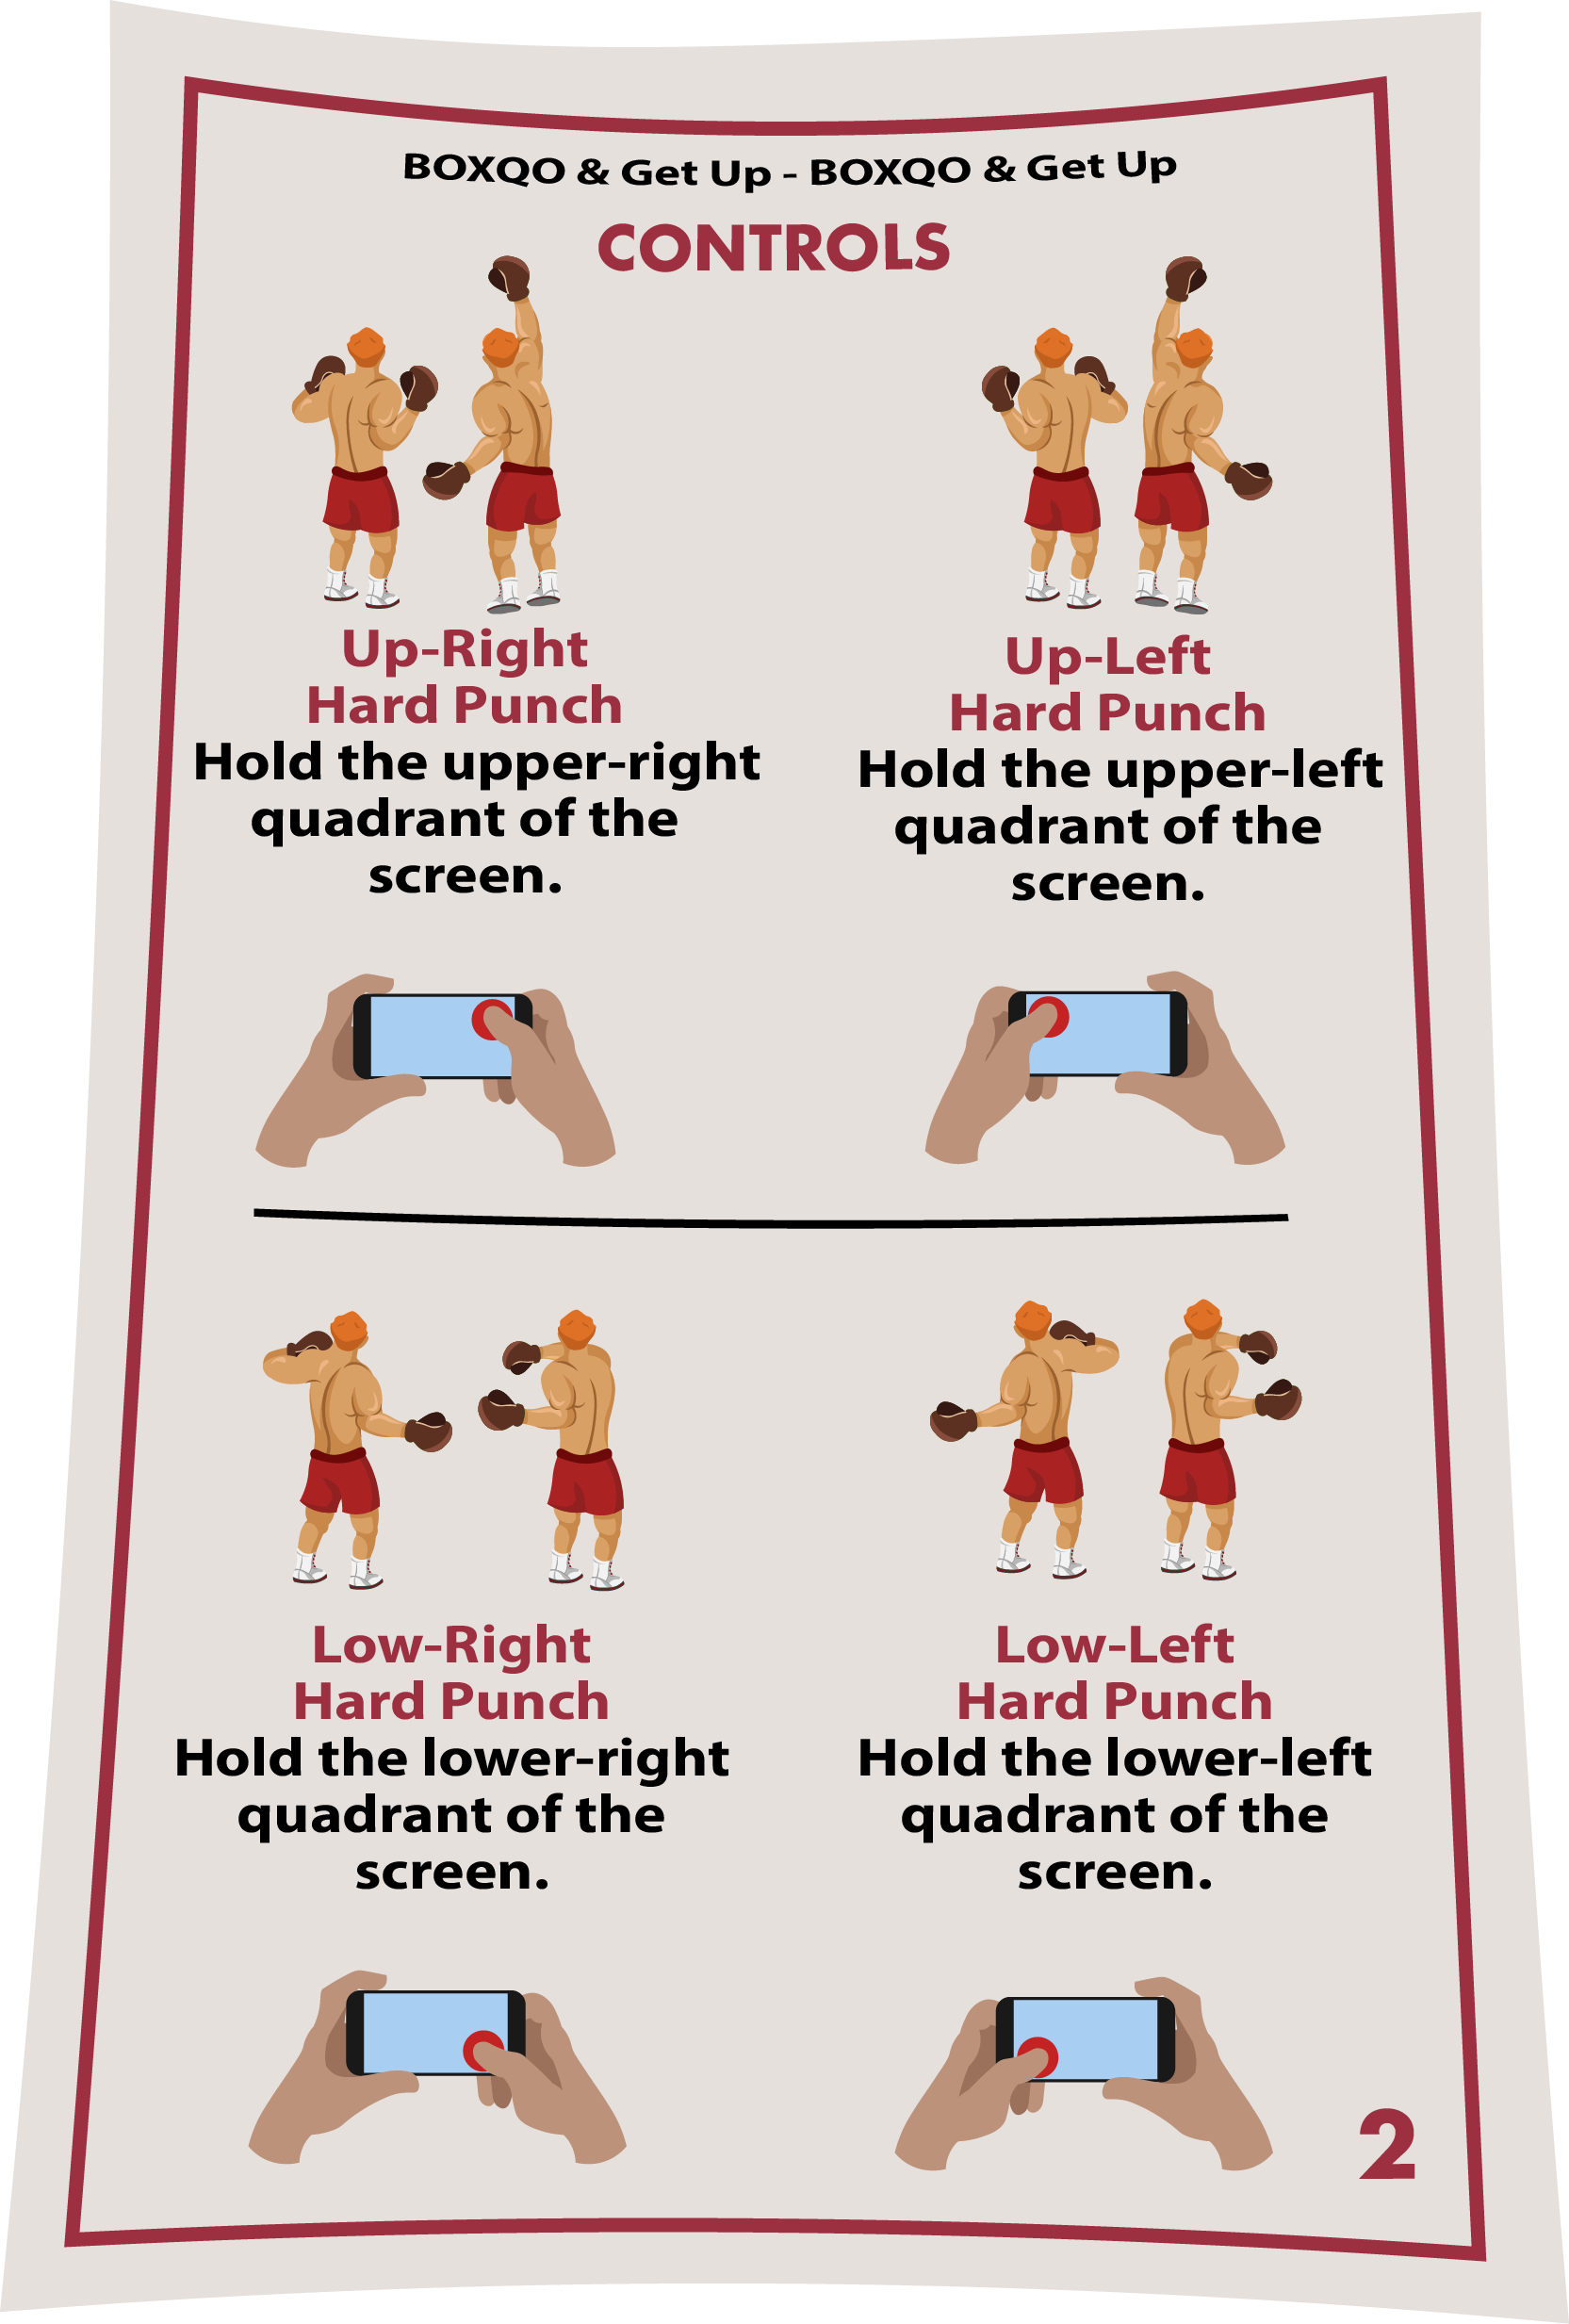 BOXQO & Get Up - BOXQO & Get Up
CONTROLS
Up-Right
Hard Punch
Hold the upper-right
quadrant of the
screen.
Up-Left
Hard Punch
Hold the upper-left
quadrant of the
screen.
Low-Right
Hard Punch
Hold the lower-right
quadrant of the
screen.
Low-Left
Hard Punch
Hold the lower-left
quadrant of the
screen.
2